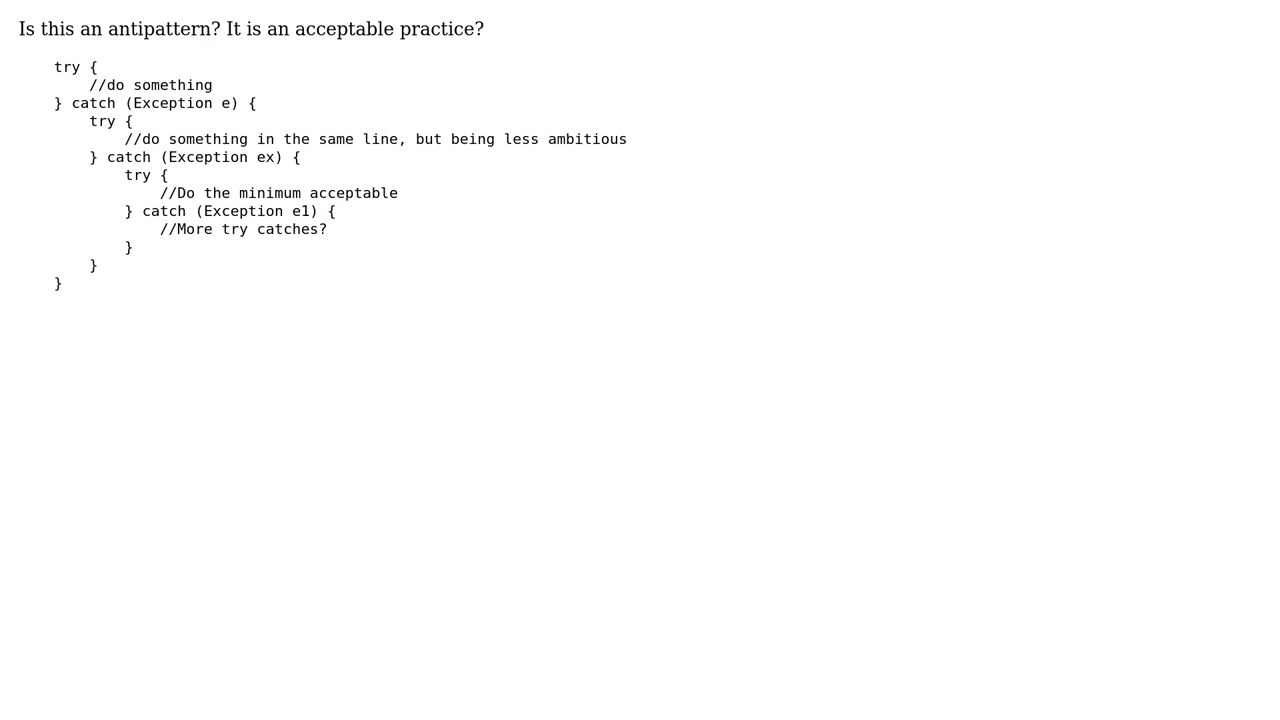 Is this an antipattern? It is an acceptable practice?
try {
    //do something
} catch (Exception e) {
    try {
        //do something in the same line, but being less ambitious
    } catch (Exception ex) {
        try {
            //Do the minimum acceptable
        } catch (Exception e1) {
            //More try catches?
        }
    }
}